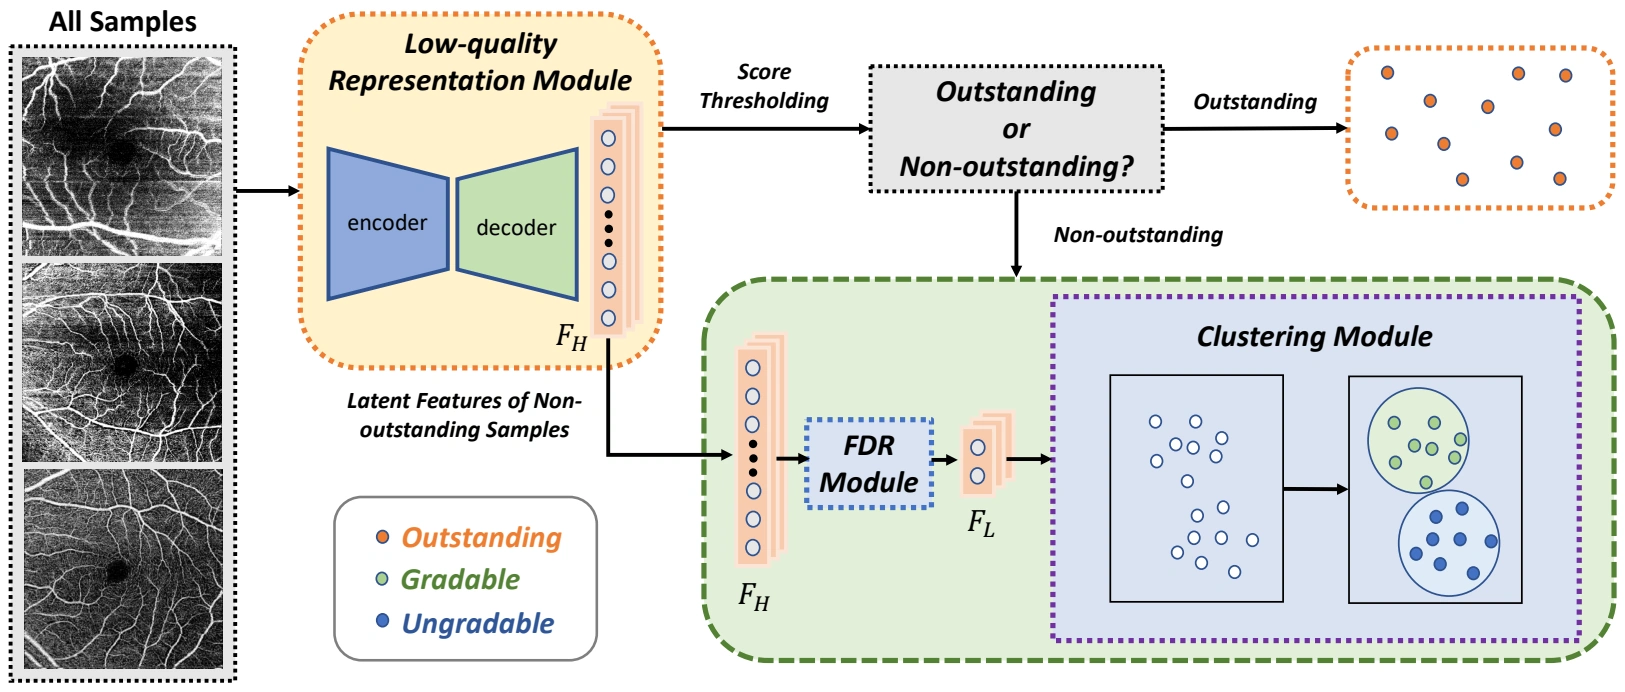 All Samples
Low-quality
Representation Module
encoder
decoder
F_H
Score
Thresholding
Outstanding
or
Non-outstanding?
Outstanding
Non-outstanding
Latent Features of Non-
outstanding Samples
F_H
FDR
Module
F_L
Clustering Module
Outstanding
Gradable
Ungradable